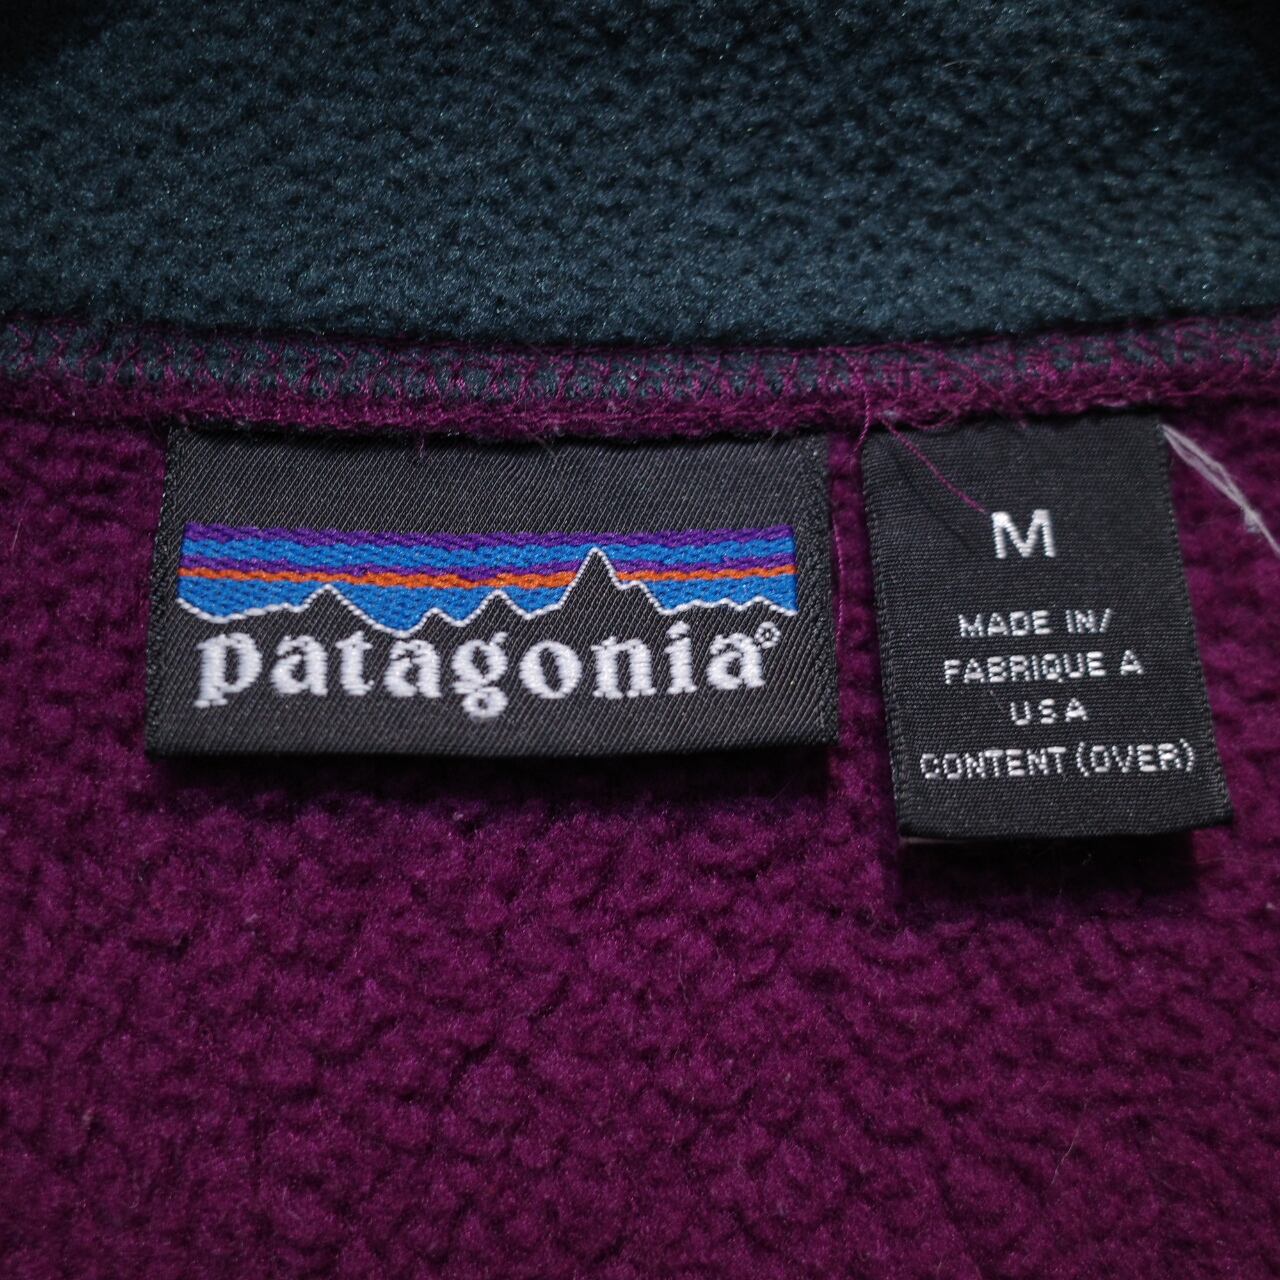 patagonia®
M
MADE IN/
FABRIQUE A
USA
CONTENT (OVER)